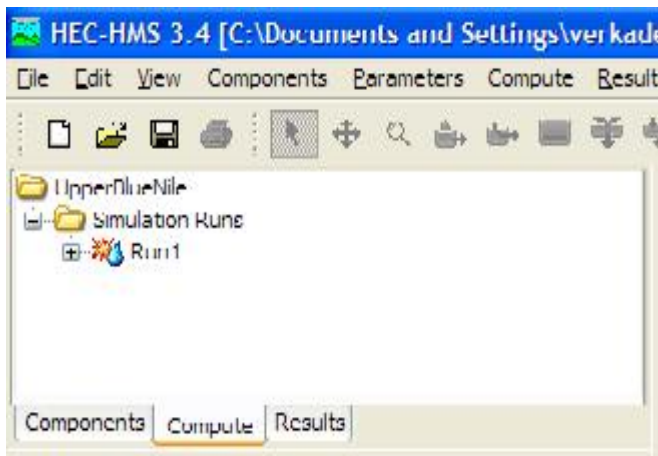 HEC-HMS 3.4 [C:\Documents and Settings\verkade
File Edit View Components Parameters Compute Result
UpperBlueNile
Simulation Runs
Run1
Components Compute Results